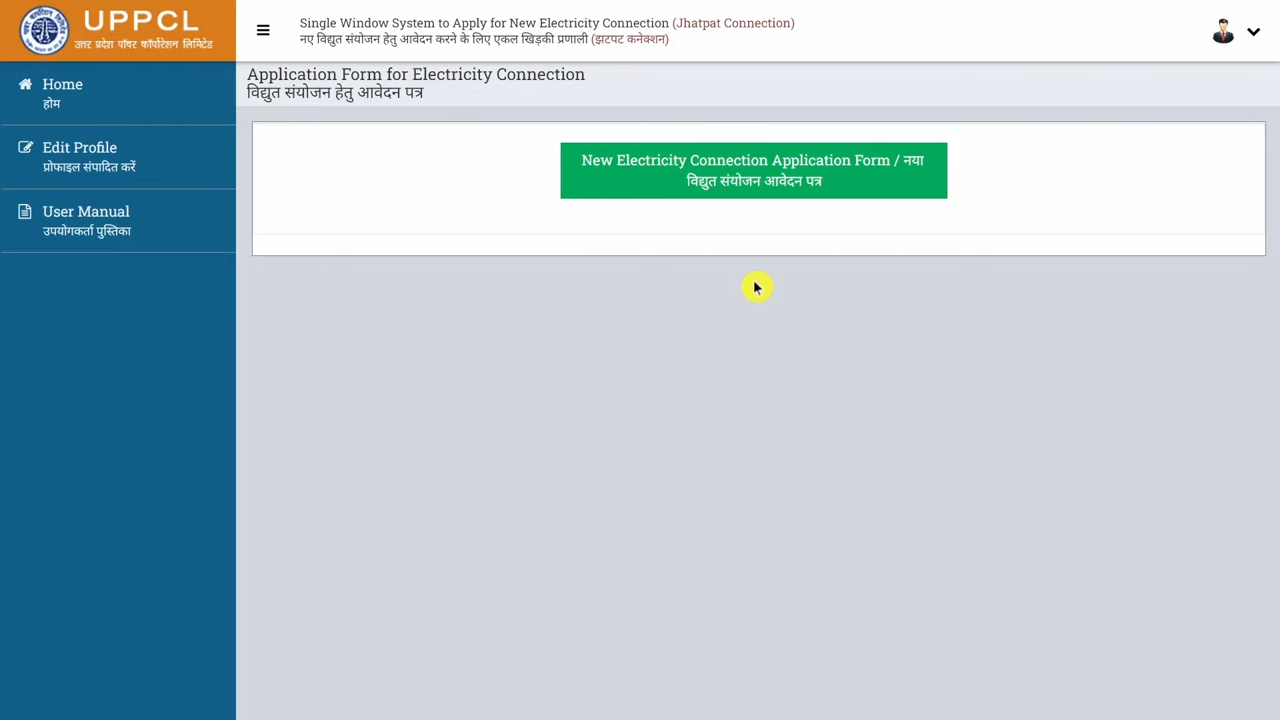 UPPCL
उत्तर प्रदेश पॉवर कॉर्पोरेशन लिमिटेड
Single Window System to Apply for New Electricity Connection (Jhatpat Connection)
नए विद्युत संयोजन हेतु आवेदन करने के लिए एकल खिड़की प्रणाली (झटपट कनेक्शन)
Home
होम
Edit Profile
प्रोफाइल संपादित करें
User Manual
उपयोगकर्ता पुस्तिका
Application Form for Electricity Connection
विद्युत संयोजन हेतु आवेदन पत्र
New Electricity Connection Application Form / नया
विद्युत संयोजन आवेदन पत्र